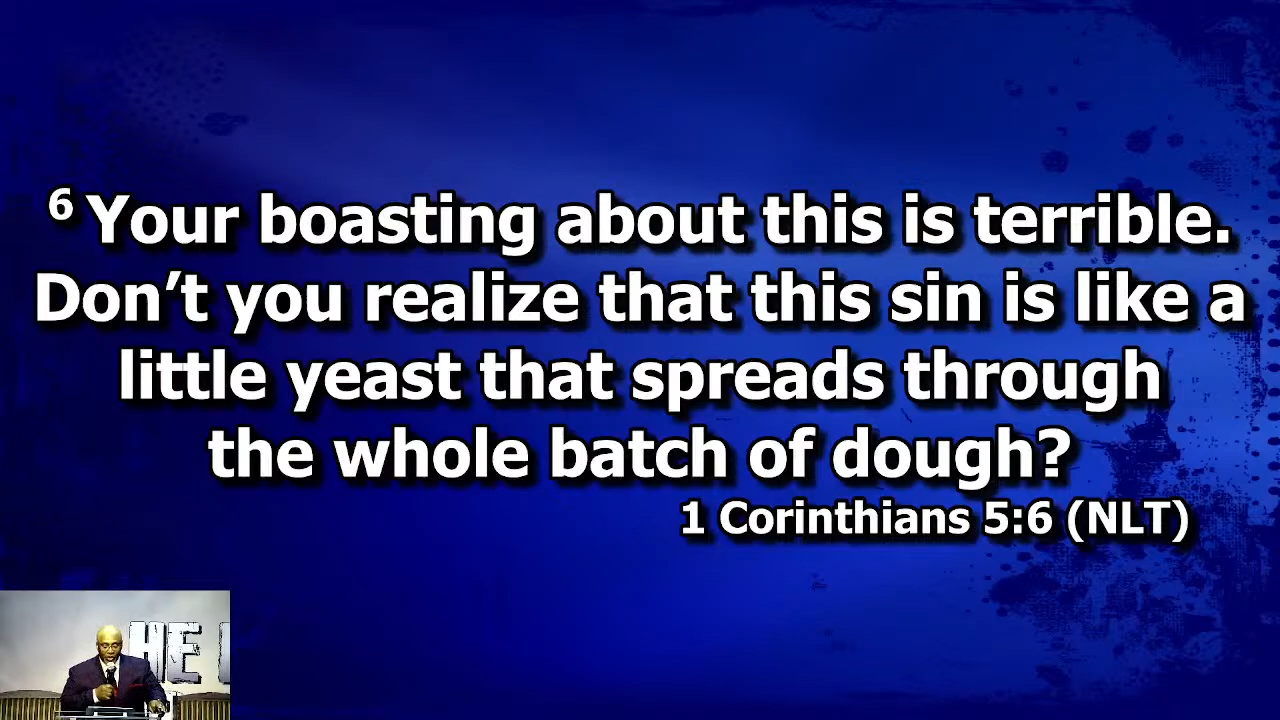 6 Your boasting about this is terrible.
Don’t you realize that this sin is like a
little yeast that spreads through
the whole batch of dough?
1 Corinthians 5:6 (NLT)
HE